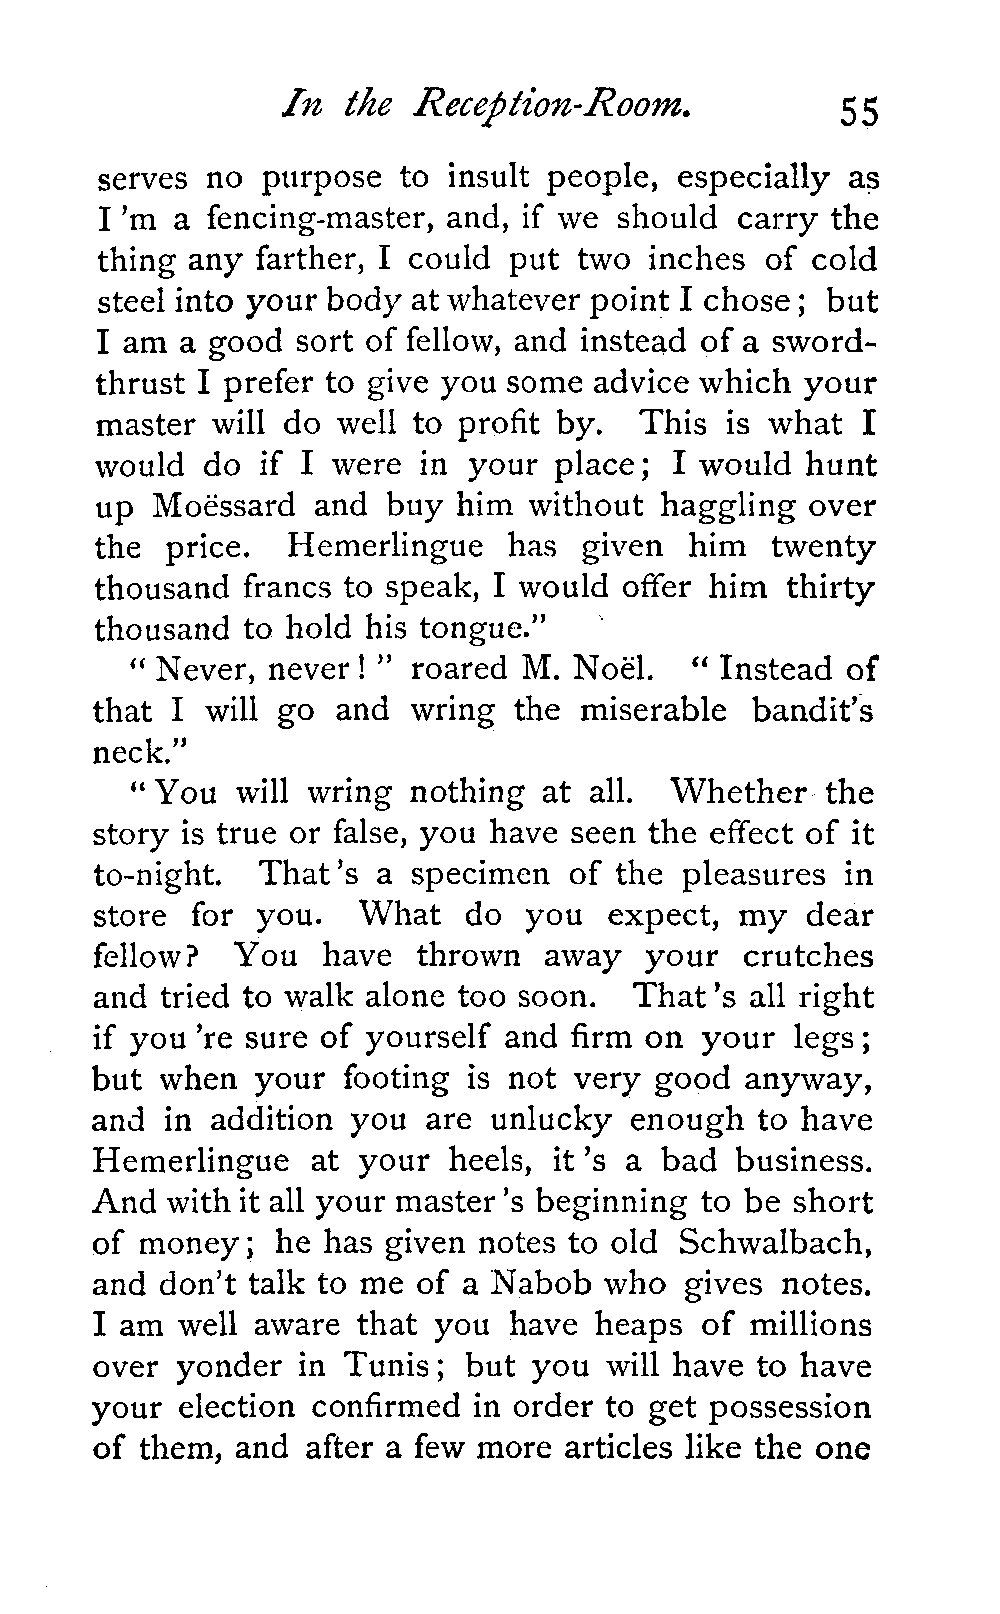 In the Reception-Room. 55
serves no purpose to insult people, especially as
I 'm a fencing-master, and, if we should carry the
thing any farther, I could put two inches of cold
steel into your body at whatever point I chose; but
I am a good sort of fellow, and instead of a sword-
thrust I prefer to give you some advice which your
master will do well to profit by. This is what I
would do if I were in your place; I would hunt
up Moëssard and buy him without haggling over
the price. Hemerlingue has given him twenty
thousand francs to speak, I would offer him thirty
thousand to hold his tongue."
"Never, never!" roared M. Noël. "Instead of
that I will go and wring the miserable bandit's
neck."
"You will wring nothing at all. Whether the
story is true or false, you have seen the effect of it
to-night. That 's a specimen of the pleasures in
store for you. What do you expect, my dear
fellow? You have thrown away your crutches
and tried to walk alone too soon. That 's all right
if you 're sure of yourself and firm on your legs;
but when your footing is not very good anyway,
and in addition you are unlucky enough to have
Hemerlingue at your heels, it 's a bad business.
And with it all your master 's beginning to be short
of money; he has given notes to old Schwalbach,
and don't talk to me of a Nabob who gives notes.
I am well aware that you have heaps of millions
over yonder in Tunis; but you will have to have
your election confirmed in order to get possession
of them, and after a few more articles like the one